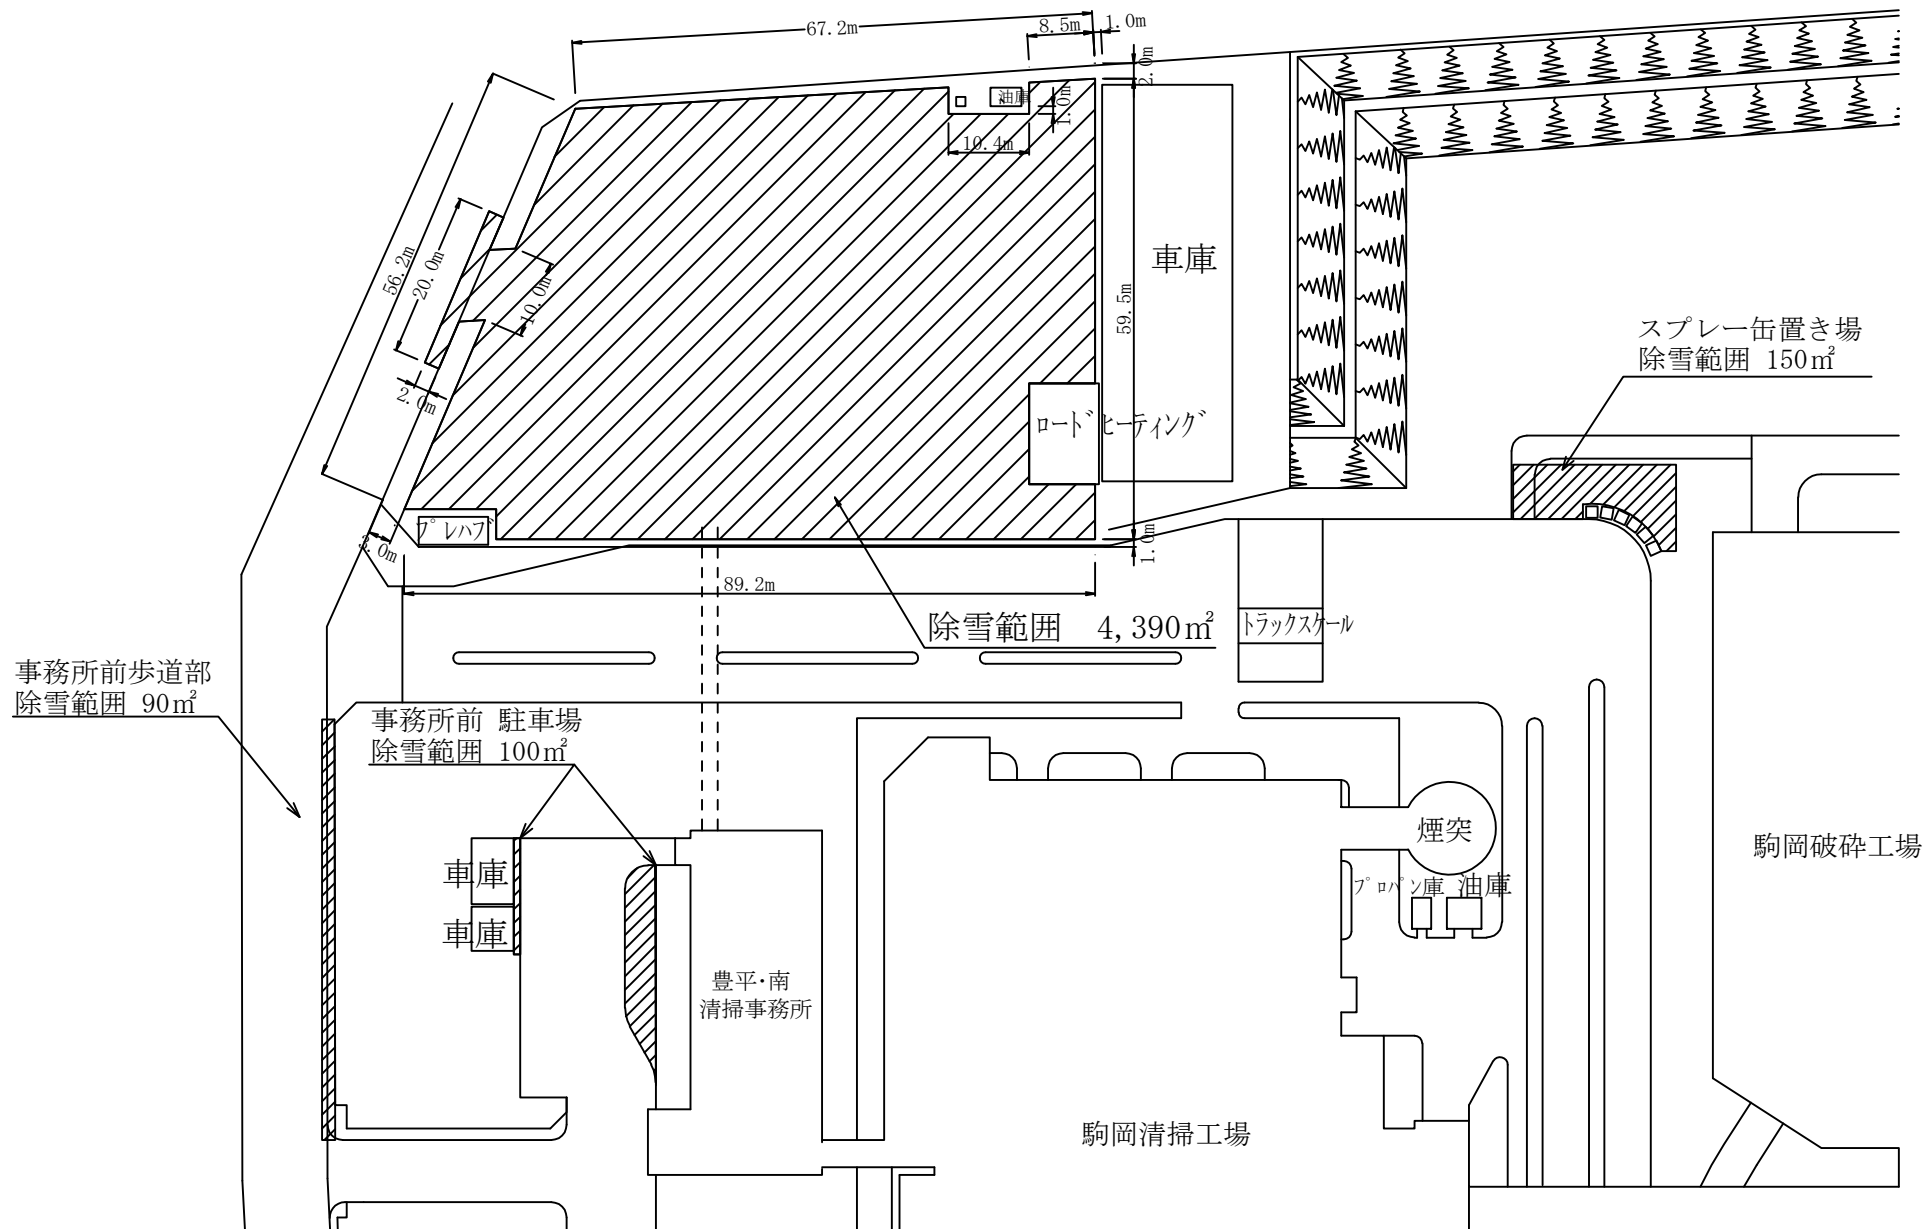 67.2m
8.5m
1.0m
2.0m
油庫
1.0m
10.4m
車庫
56.2m
20.0m
10.0m
59.5m
スプレー缶置き場
除雪範囲 150㎡
2.0m
ロードヒーティング
プレハブ
3.0m
1.0m
89.2m
除雪範囲 4,390㎡
トラックスケール
事務所前歩道部
除雪範囲 90㎡
事務所前 駐車場
除雪範囲 100㎡
煙突
駒岡破砕工場
車庫
プロパン庫 油庫
車庫
豊平・南
清掃事務所
駒岡清掃工場